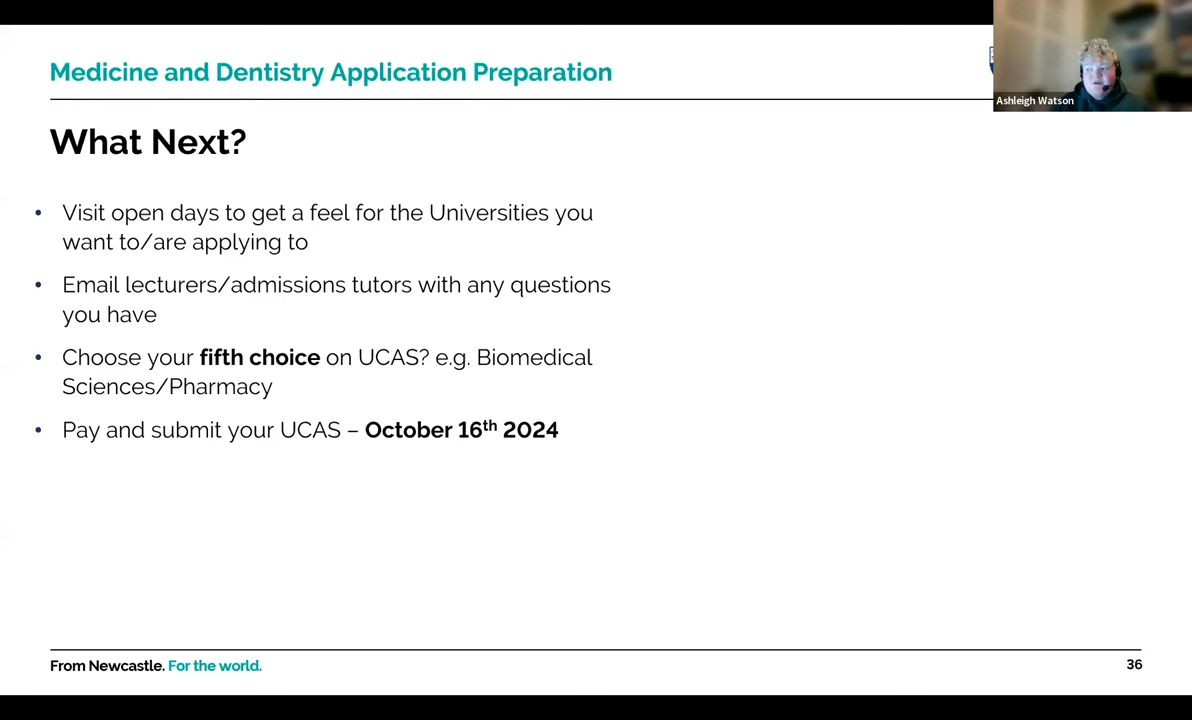 Medicine and Dentistry Application Preparation
Ashleigh Watson
What Next?
• Visit open days to get a feel for the Universities you
want to/are applying to
• Email lecturers/admissions tutors with any questions
you have
• Choose your fifth choice on UCAS? e.g. Biomedical
Sciences/Pharmacy
• Pay and submit your UCAS – October 16th 2024
From Newcastle. For the world.
36